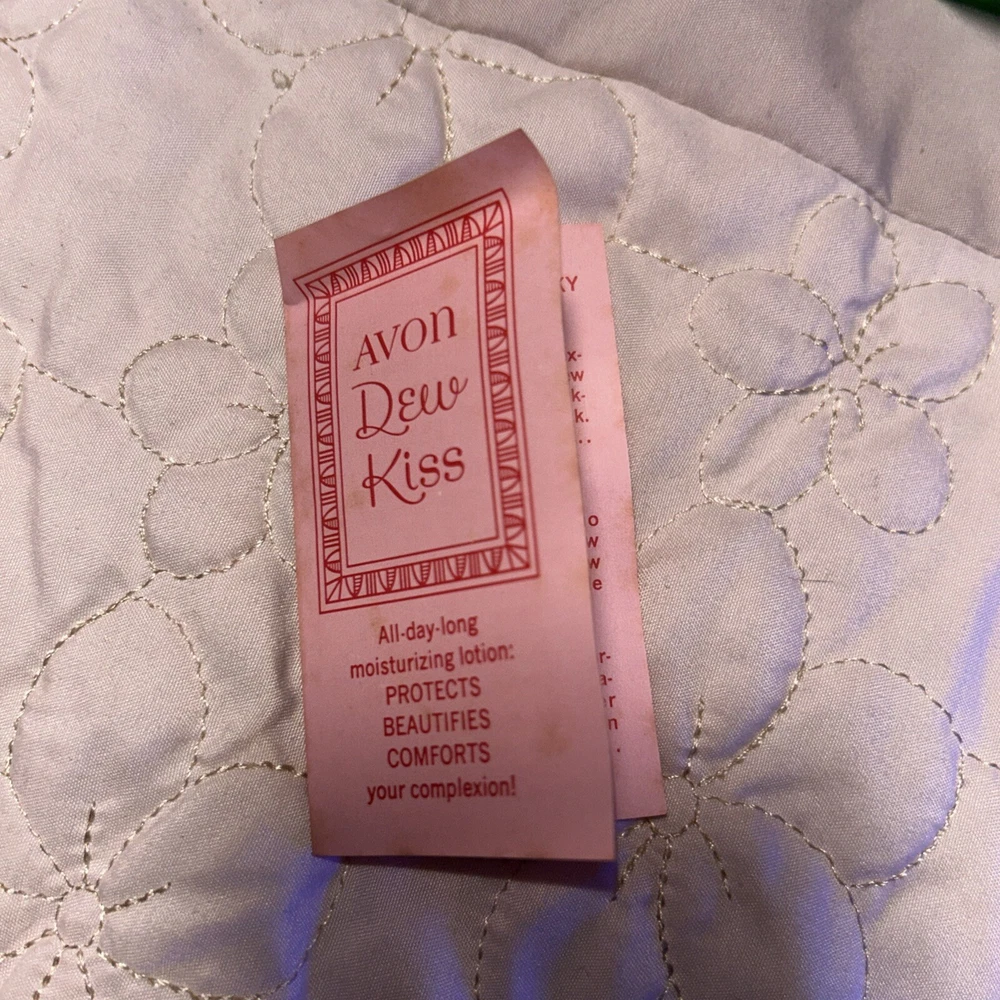 AVON
Dew
Kiss
All-day-long
moisturizing lotion:
PROTECTS
BEAUTIFIES
COMFORTS
your complexion!